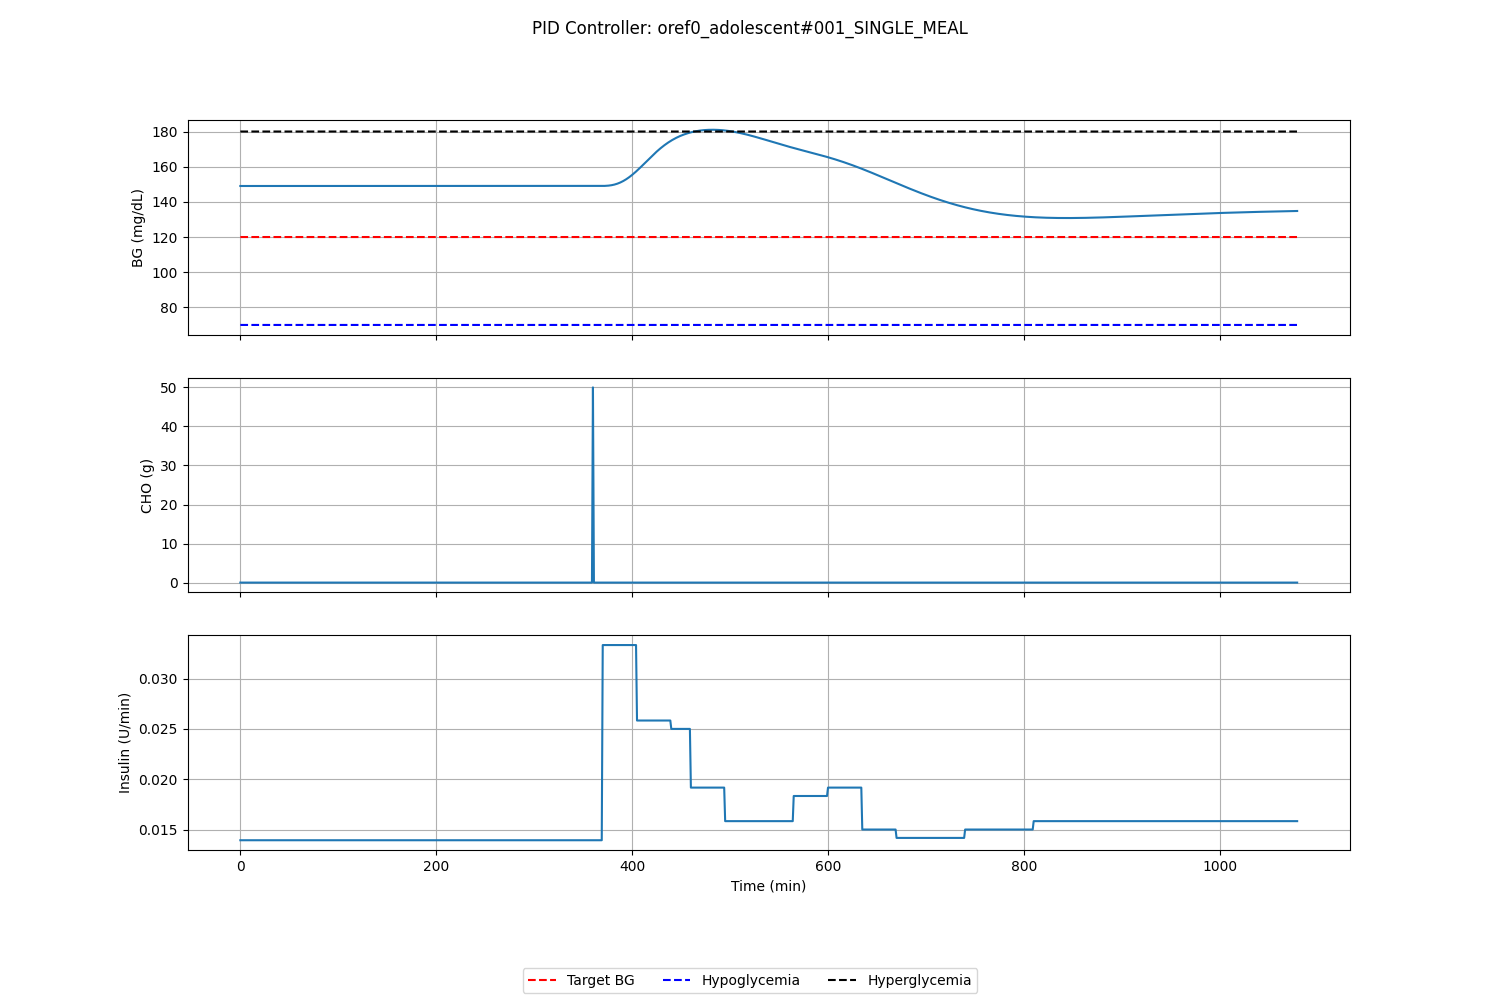 PID Controller: oref0_adolescent#001_SINGLE_MEAL
180
160
140
120
100
80
BG (mg/dL)
50
40
30
20
10
0
CHO (g)
0.030
0.025
0.020
0.015
Insulin (U/min)
0 200 400 600 800 1000
Time (min)
Target BG Hypoglycemia Hyperglycemia